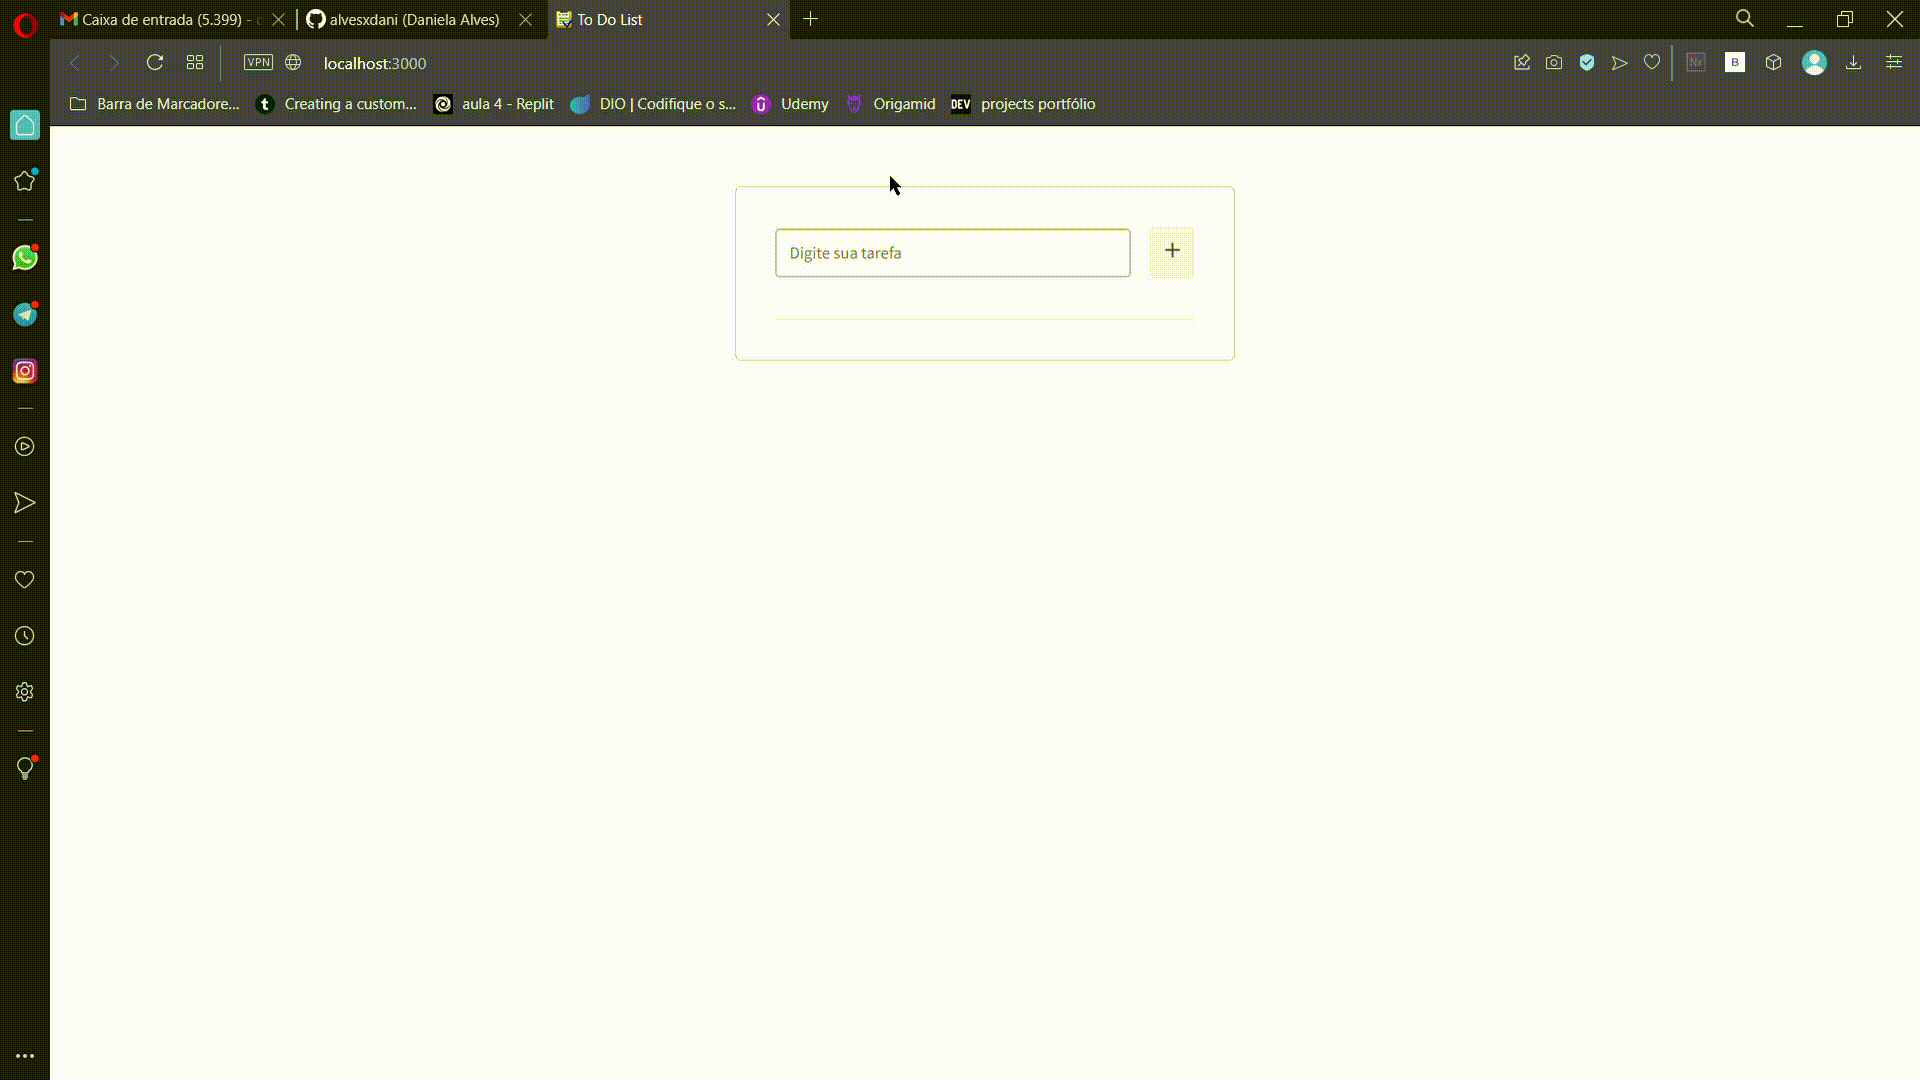 Caixa de entrada (5.399) - d
alvesxdani (Daniela Alves)
To Do List
VPN
localhost:3000
Nx
B
Barra de Marcadore...
t
Creating a custom...
aula 4 - Replit
DIO | Codifique o s...
Udemy
Origamid
DEV
projects portfólio
Digite sua tarefa
+